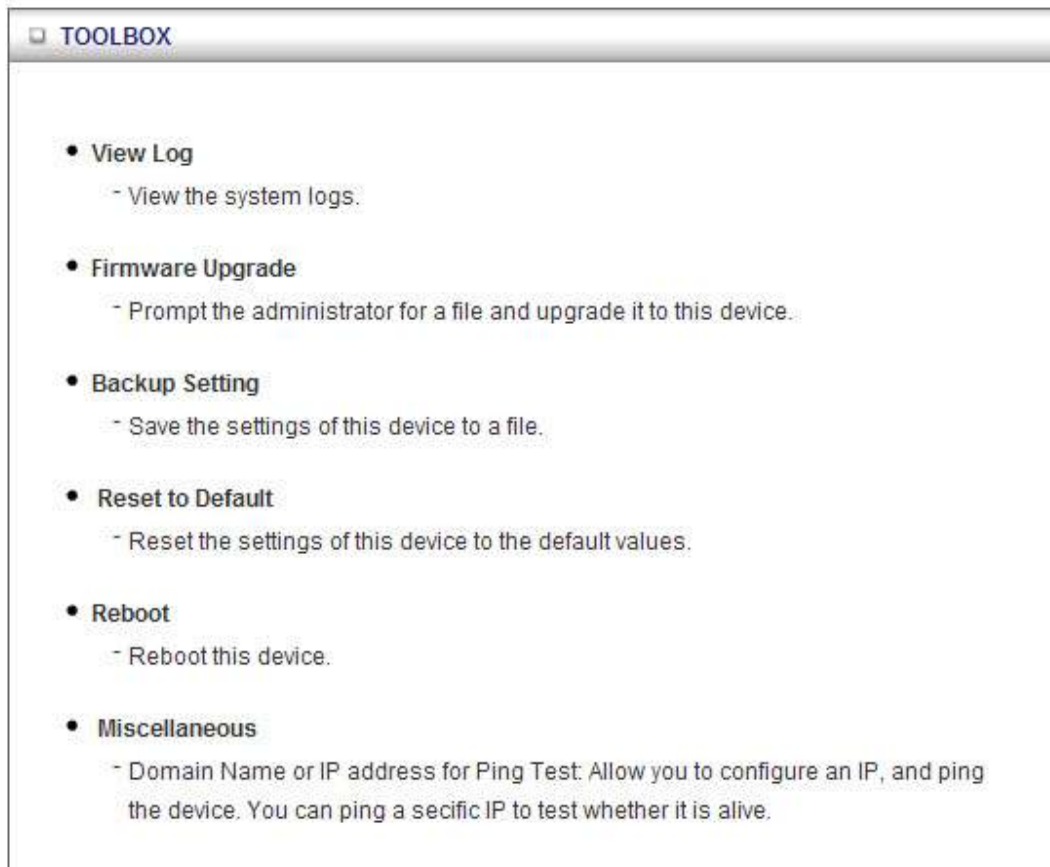 TOOLBOX
• View Log
- View the system logs.
• Firmware Upgrade
- Prompt the administrator for a file and upgrade it to this device.
• Backup Setting
- Save the settings of this device to a file.
• Reset to Default
- Reset the settings of this device to the default values.
• Reboot
- Reboot this device.
• Miscellaneous
- Domain Name or IP address for Ping Test: Allow you to configure an IP, and ping
the device. You can ping a secific IP to test whether it is alive.